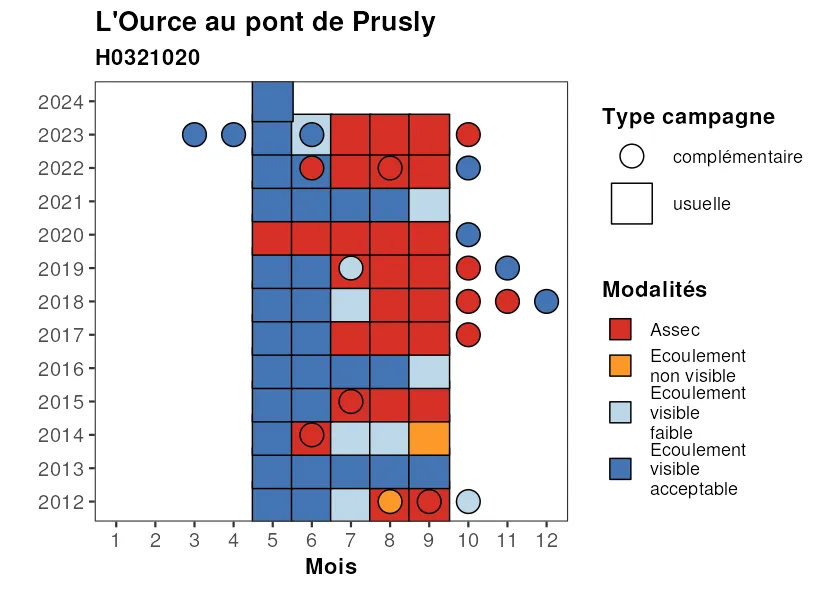 L'Ource au pont de Prusly
H0321020
2024
2023
2022
2021
2020
2019
2018
2017
2016
2015
2014
2013
2012
1 2 3 4 5 6 7 8 9 10 11 12
Mois
Type campagne
complémentaire
usuelle
Modalités
Assec
Ecoulement
non visible
Ecoulement
visible
faible
Ecoulement
visible
acceptable